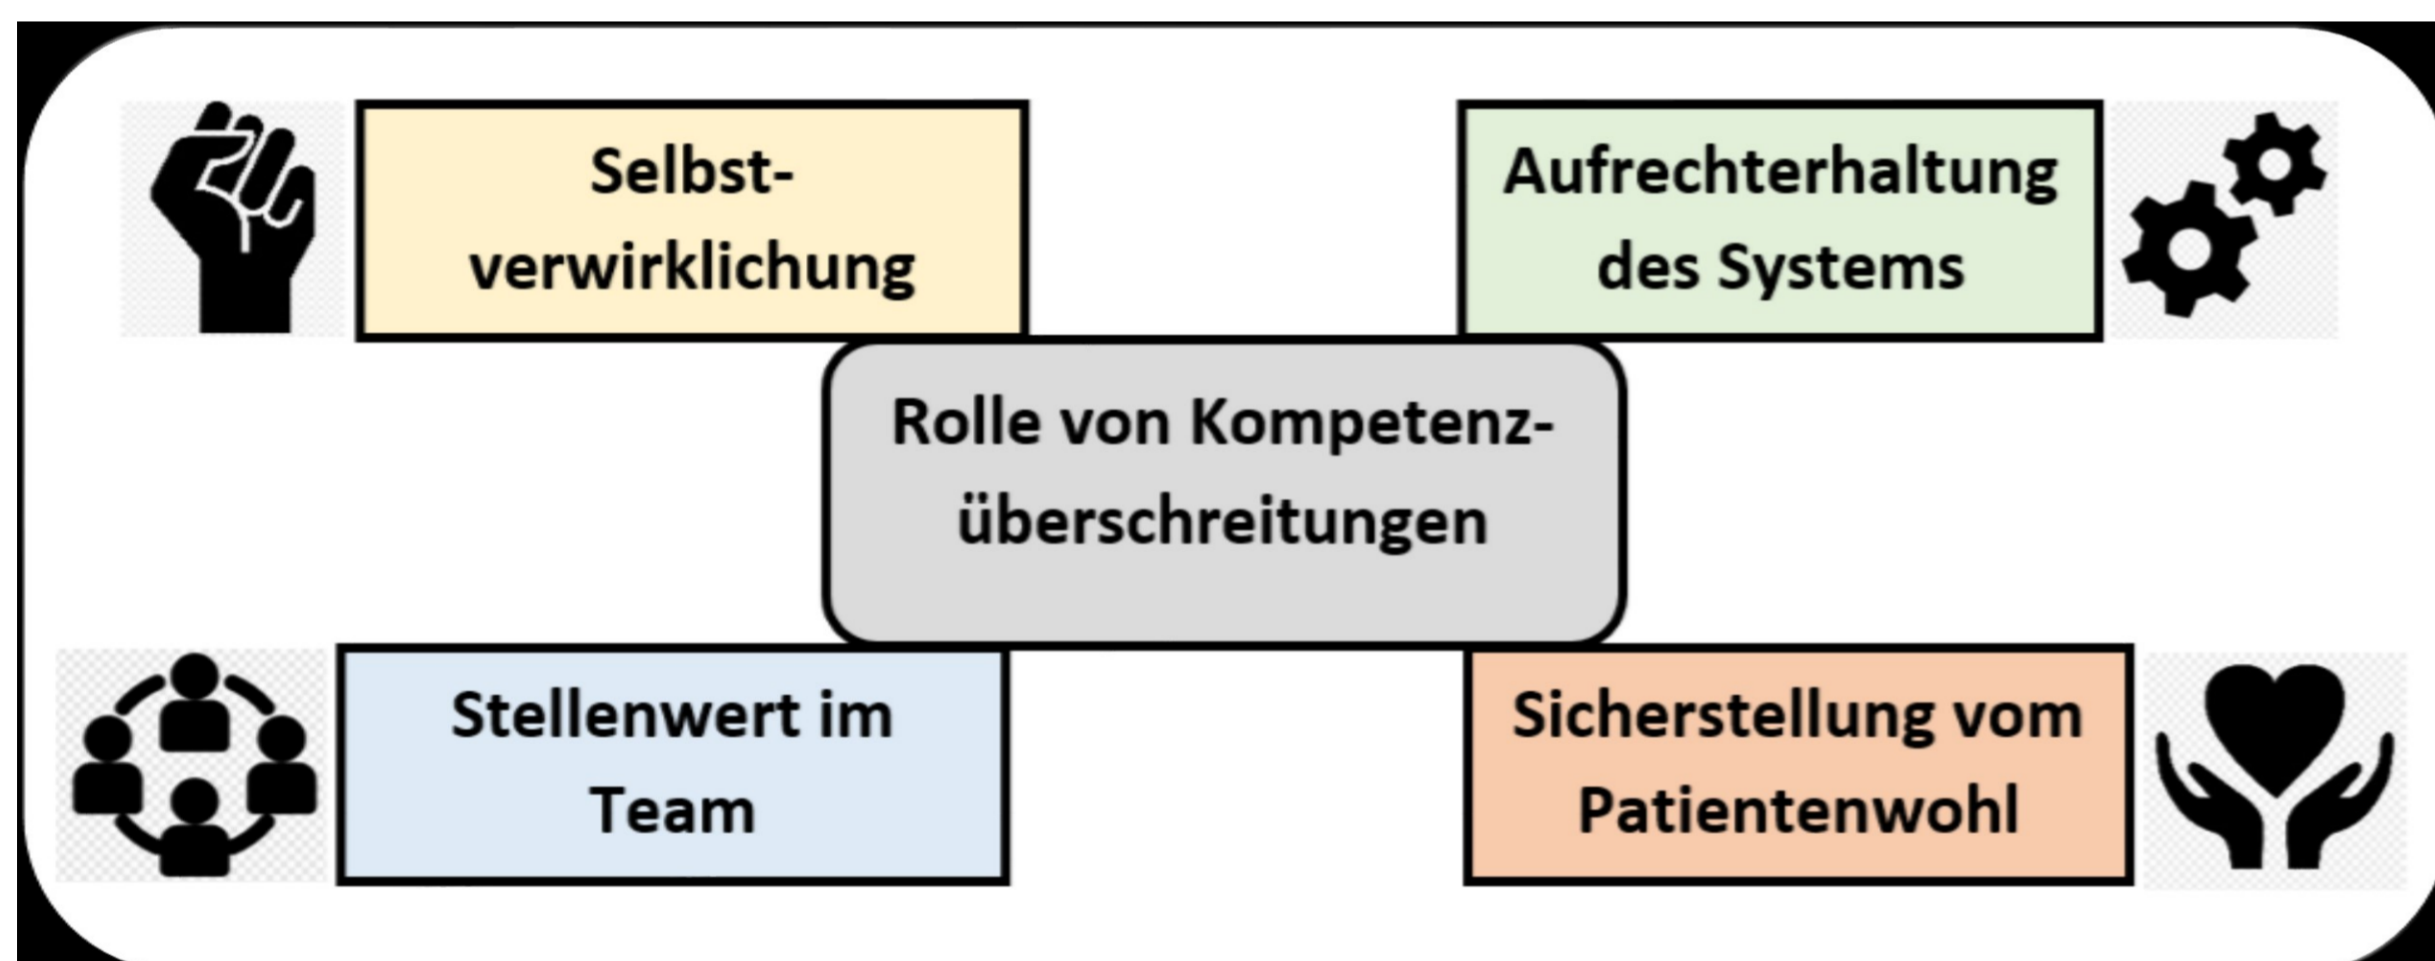 Selbst-
verwirklichung
Aufrechterhaltung
des Systems
Rolle von Kompetenz-
überschreitungen
Stellenwert im
Team
Sicherstellung vom
Patientenwohl